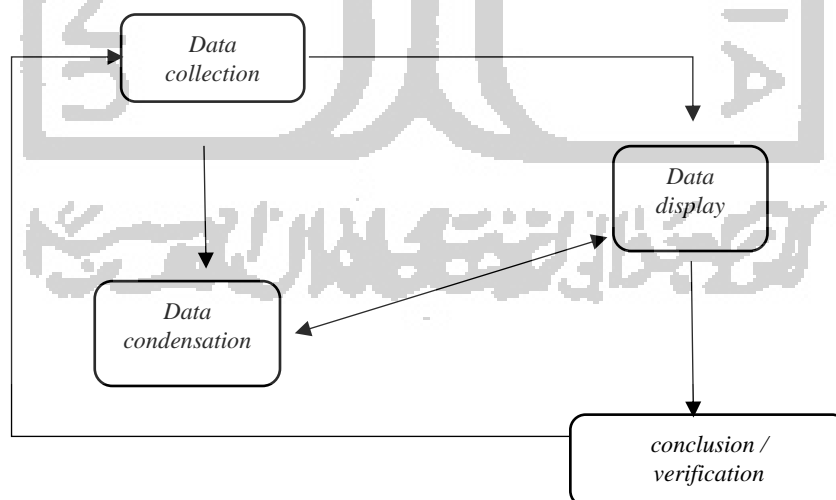 Data
collection
Data
display
Data
condensation
conclusion /
verification